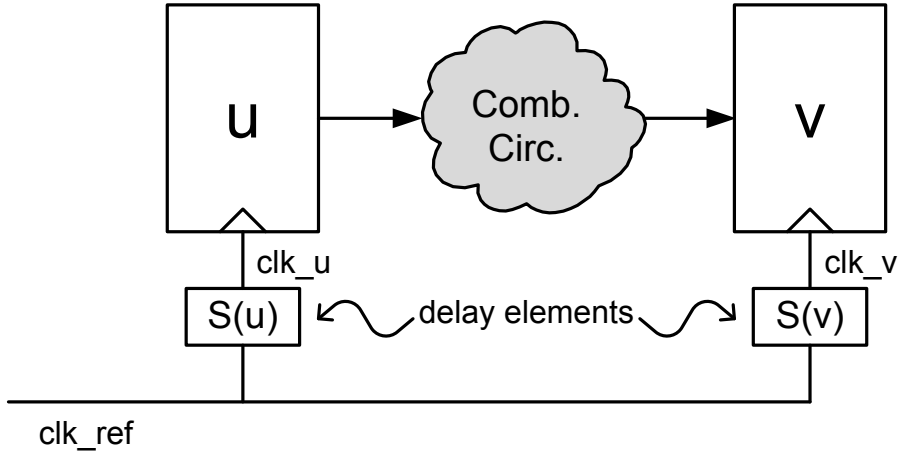 u
Comb.
Circ.
v
clk_u
clk_v
S(u)
delay elements
S(v)
clk_ref